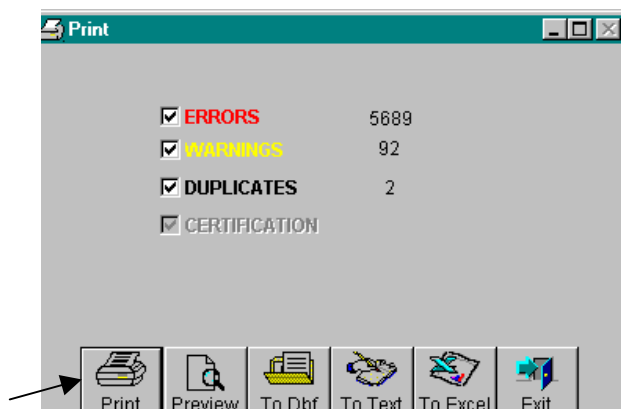 Print
ERRORS 5689
WARNINGS 92
DUPLICATES 2
CERTIFICATION
Print Preview To Dbf To Text To Excel Exit